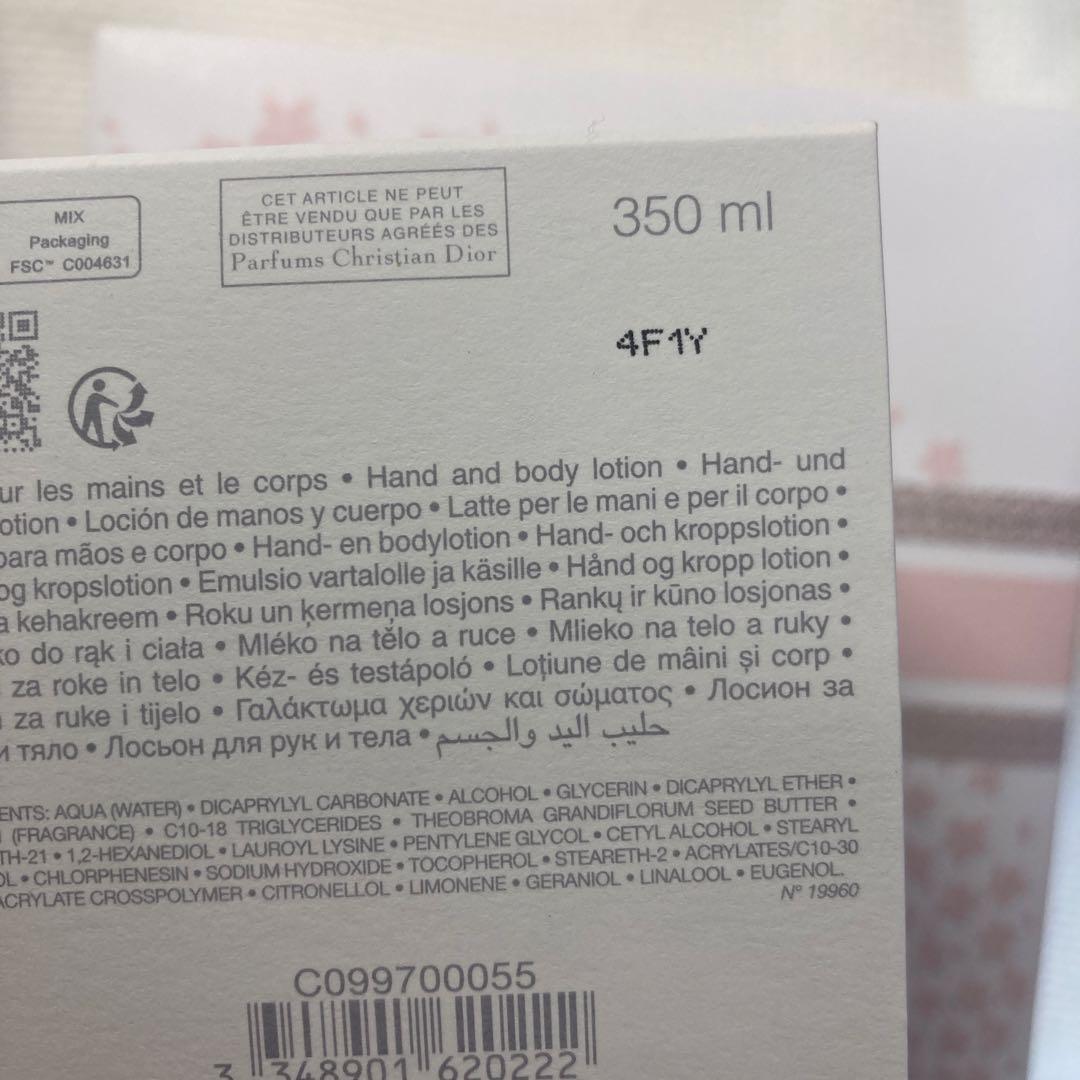 MIX
Packaging
FSC™ C004631
CET ARTICLE NE PEUT
ÊTRE VENDU QUE PAR LES
DISTRIBUTEURS AGRÉÉS DES
Parfums Christian Dior
350 ml
4F1Y
les mains et le corps • Hand and body lotion • Hand- und
• Loción de manos y cuerpo • Latte per le mani e per il corpo •
para mãos e corpo • Hand- en bodylotion • Hand- och kroppslotion •
og kropslotion • Emulsio vartalolle ja käsille • Hånd og kropp lotion •
kehakreem • Roku un ķermeņa losjons • Rankų ir kūno losjonas •
do rąk i ciała • Mléko na tělo a ruce • Mlieko na telo a ruky •
za roke in telo • Kéz- és testápoló • Loțiune de mâini și corp •
za ruke i tijelo • Γαλάκτωμα χεριών και σώματος • Лосион за
и тяло • Лосьон для рук и тела • حليب اليد والجسم
AQUA (WATER) • DICAPRYLYL CARBONATE • ALCOHOL • GLYCERIN • DICAPRYLYL ETHER •
(FRAGRANCE) • C10-18 TRIGLYCERIDES • THEOBROMA GRANDIFLORUM SEED BUTTER •
TH-21 • 1,2-HEXANEDIOL • LAUROYL LYSINE • PENTYLENE GLYCOL • CETYL ALCOHOL • STEARYL
• CHLORPHENESIN • SODIUM HYDROXIDE • TOCOPHEROL • STEARETH-2 • ACRYLATES/C10-30
ACRYLATE CROSSPOLYMER • CITRONELLOL • LIMONENE • GERANIOL • LINALOOL • EUGENOL.
N° 19960
C099700055
3 348901 620222